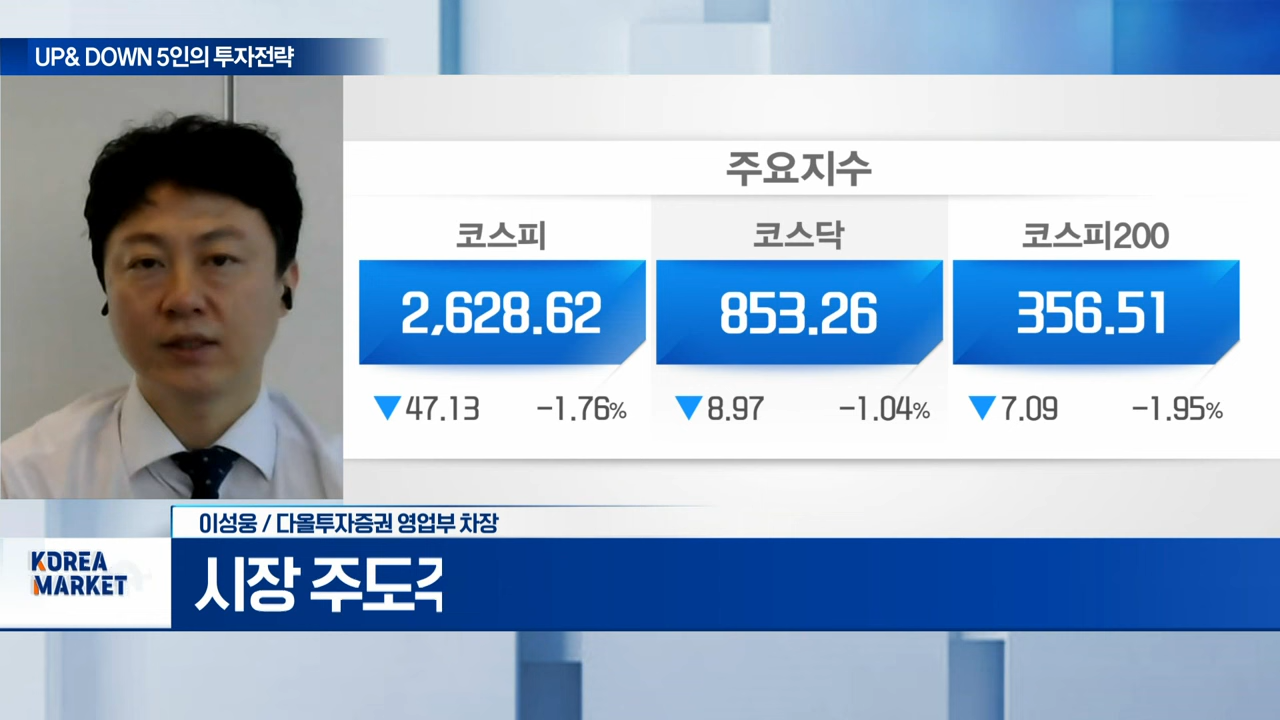 UP& DOWN 5인의 투자전략
주요지수
코스피 코스닥 코스피200
2,628.62 853.26 356.51
▼47.13 -1.76% ▼8.97 -1.04% ▼7.09 -1.95%
이성웅 / 다올투자증권 영업부 차장
KOREA
MARKET
시장 주도